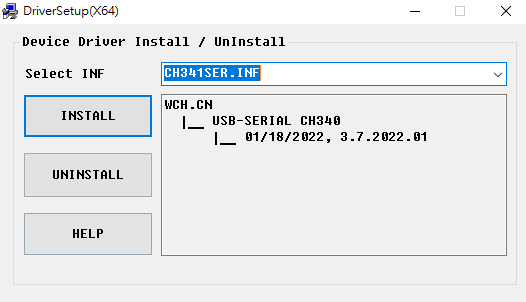 DriverSetup(X64)
Device Driver Install / UnInstall
Select INF
CH341SER.INF
INSTALL
UNINSTALL
HELP
WCH.CN
|__ USB-SERIAL CH340
|__ 01/18/2022, 3.7.2022.01